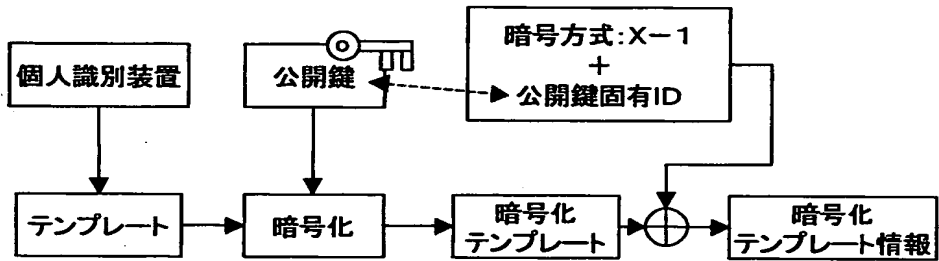 個人識別装置
公開鍵
暗号方式:X－1
＋
公開鍵固有ID
テンプレート
暗号化
暗号化
テンプレート
暗号化
テンプレート情報